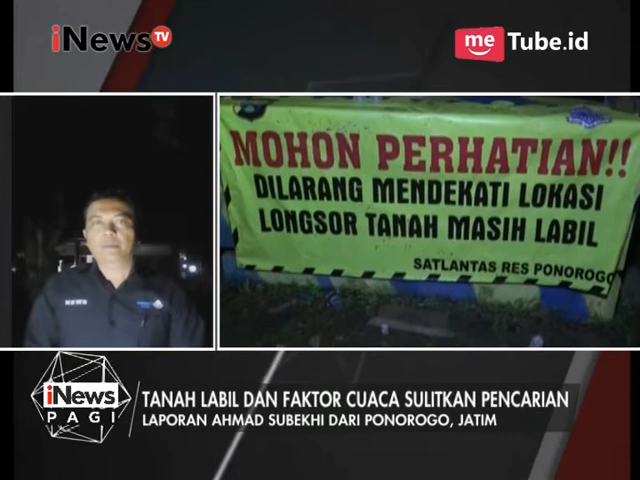 iNews TV
me Tube.id
MOHON PERHATIAN!!
DILARANG MENDEKATI LOKASI
LONGSOR TANAH MASIH LABIL
SATLANTAS RES PONOROGO
iNews
PAGI
TANAH LABIL DAN FAKTOR CUACA SULITKAN PENCARIAN
LAPORAN AHMAD SUBEKHI DARI PONOROGO, JATIM